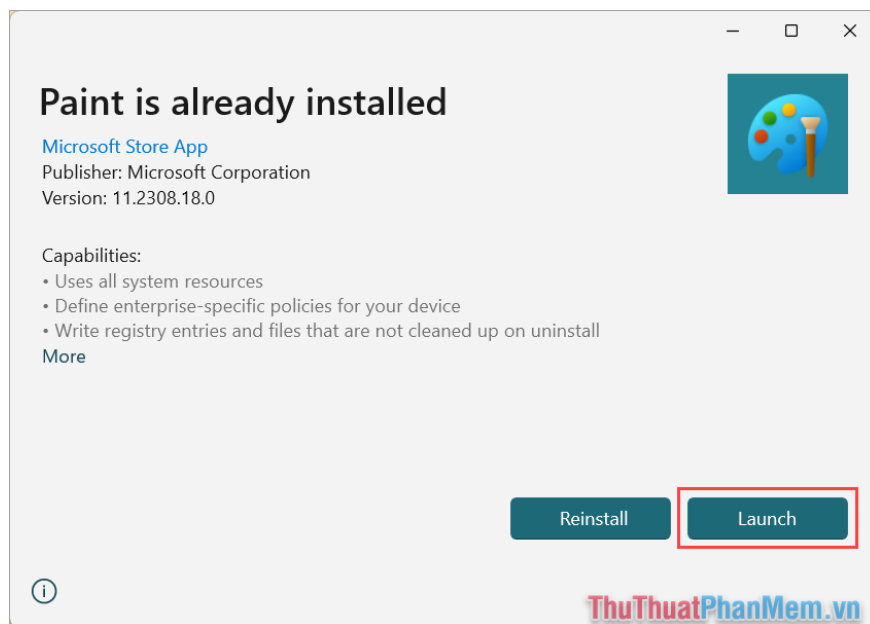 Paint is already installed
Microsoft Store App
Publisher: Microsoft Corporation
Version: 11.2308.18.0
Capabilities:
• Uses all system resources
• Define enterprise-specific policies for your device
• Write registry entries and files that are not cleaned up on uninstall
More
Reinstall
Launch
ThuThuatPhanMem.vn